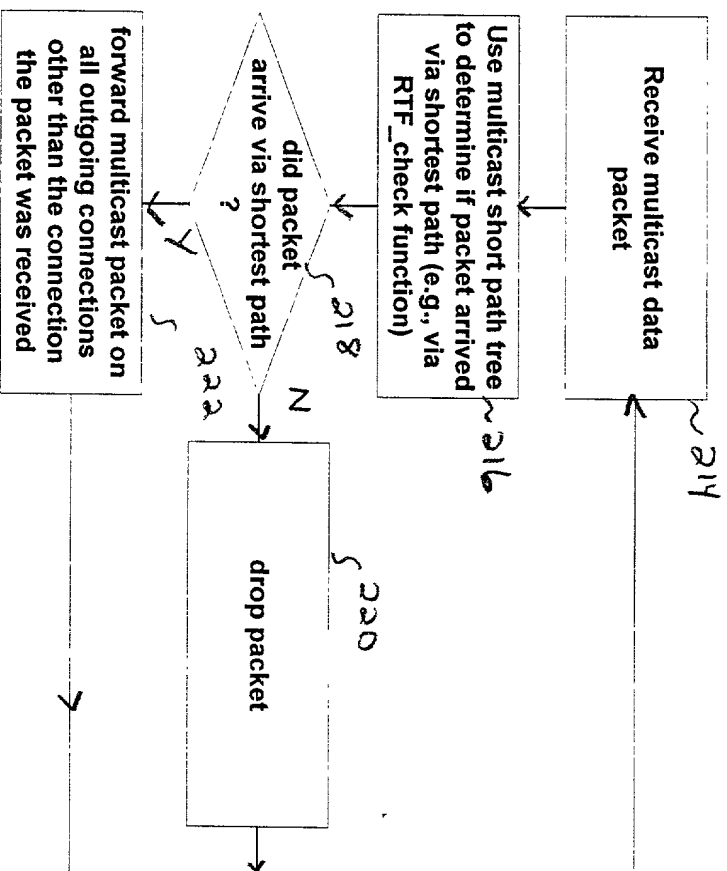 Receive multicast data
packet
214
Use multicast short path tree
to determine if packet arrived
via shortest path (e.g., via
RTF_check function)
216
did packet
arrive via shortest path
?
218
N
Y
drop packet
220
forward multicast packet on
all outgoing connections
other than the connection
the packet was received
222